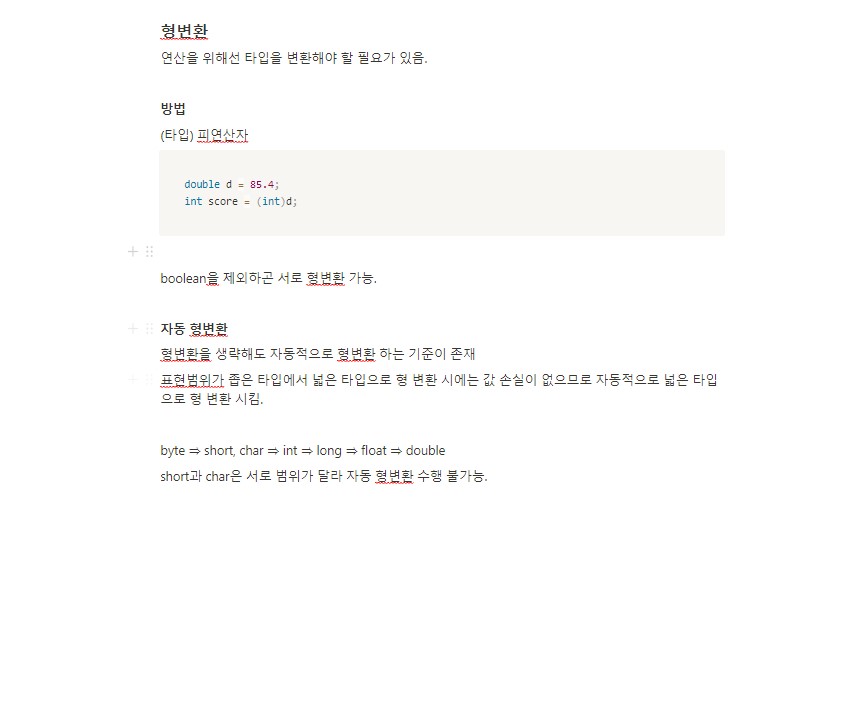 형변환
연산을 위해선 타입을 변환해야 할 필요가 있음.
방법
(타입) 피연산자
double d = 85.4;
int score = (int)d;
boolean을 제외하곤 서로 형변환 가능.
자동 형변환
형변환을 생략해도 자동적으로 형변환 하는 기준이 존재
표현범위가 좁은 타입에서 넓은 타입으로 형 변환 시에는 값 손실이 없으므로 자동적으로 넓은 타입
으로 형 변환 시킴.
byte ⇒ short, char ⇒ int ⇒ long ⇒ float ⇒ double
short과 char은 서로 범위가 달라 자동 형변환 수행 불가능.